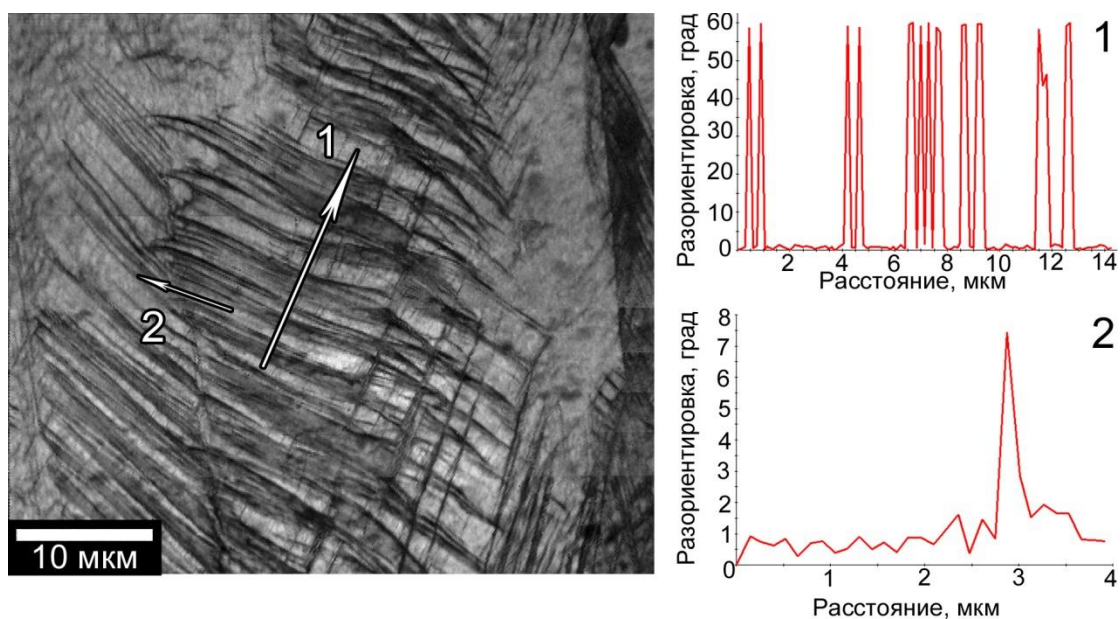 1
2
10 мкм
Разориентировка, град
60
50
40
30
20
10
0
2 4 6 8 10 12 14
Расстояние, мкм
1
Разориентировка, град
8
7
6
5
4
3
2
1
0
1 2 3 4
Расстояние, мкм
2